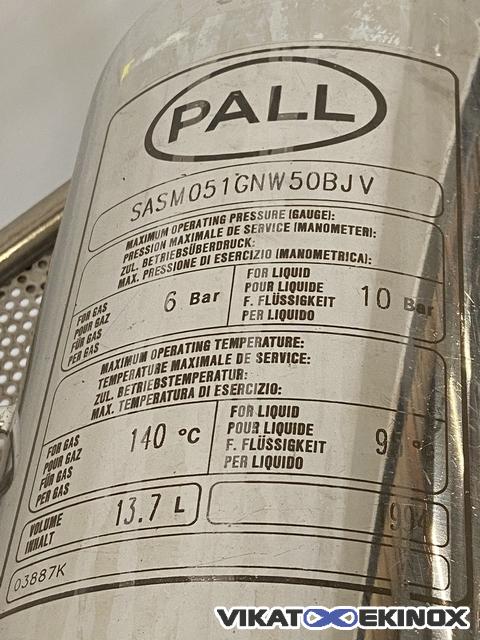 PALL
SASM051GNW50BJV
MAXIMUM OPERATING PRESSURE (GAUGE):
PRESSION MAXIMALE DE SERVICE (MANOMETER):
ZUL. BETRIEBSÜBERDRUCK:
MAX. PRESSIONE DI ESERCIZIO (MANOMETRICA):
FOR GAS
POUR GAZ
FÜR GAS
PER GAS
6 Bar
FOR LIQUID
POUR LIQUIDE
F. FLÜSSIGKEIT
PER LIQUIDO
10 Bar
MAXIMUM OPERATING TEMPERATURE:
TEMPERATURE MAXIMALE DE SERVICE:
ZUL. BETRIEBSTEMPERATUR:
MAX. TEMPERATURA DI ESERCIZIO:
FOR GAS
POUR GAZ
FÜR GAS
PER GAS
140 °C
FOR LIQUID
POUR LIQUIDE
F. FLÜSSIGKEIT
PER LIQUIDO
VOLUME
INHALT
13.7 L
03887K
VIKAT EKINOX